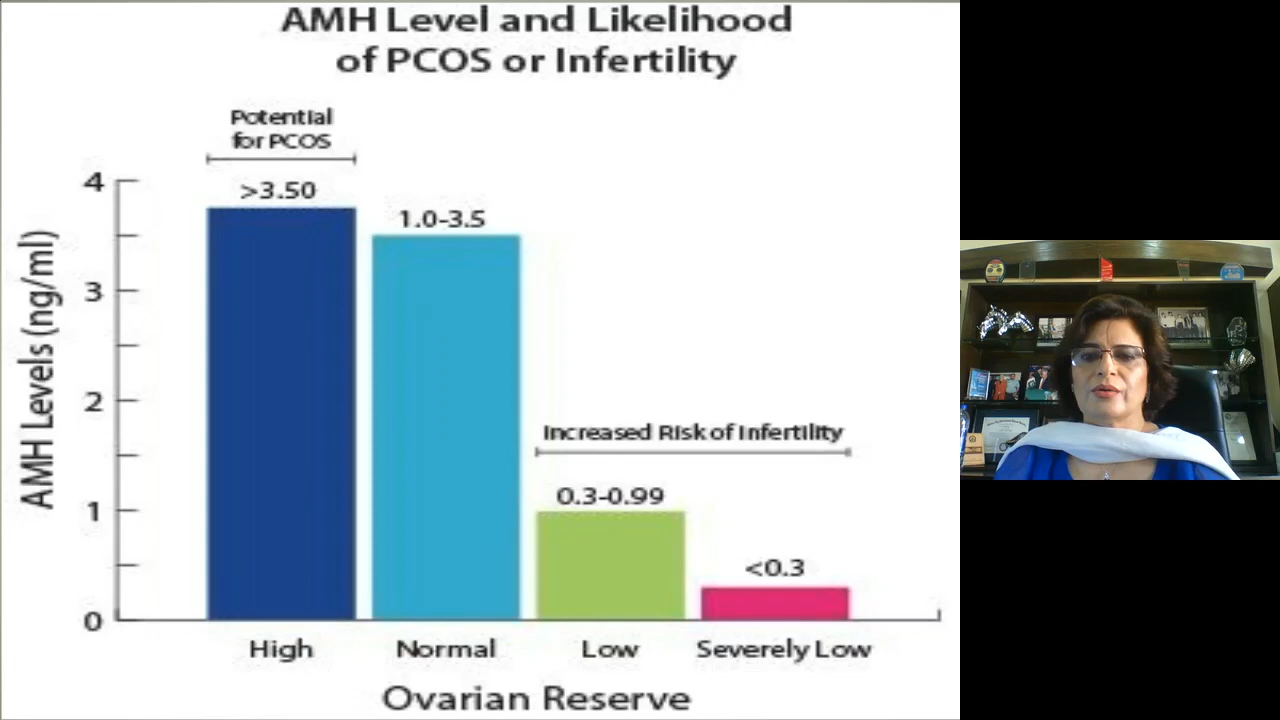 AMH Level and Likelihood
of PCOS or Infertility
Potential
for PCOS
>3.50
1.0-3.5
Increased Risk of Infertility
0.3-0.99
<0.3
4
3
2
1
0
AMH Levels (ng/ml)
High
Normal
Low
Severely Low
Ovarian Reserve